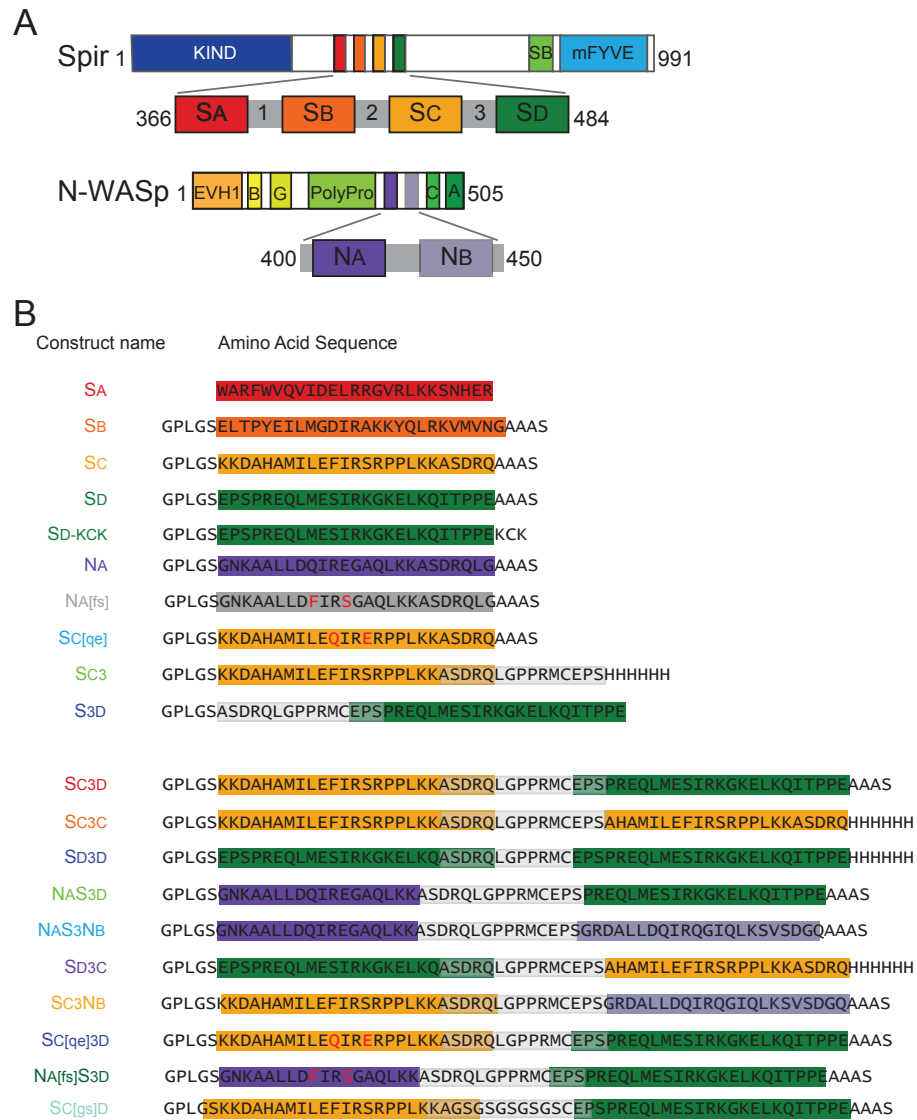 A
Spir 1 KIND SB mFYVE 991
366 SA 1 SB 2 SC 3 SD 484
N-WASp 1 EVH1 B G PolyPro C A 505
400 NA NB 450
B
Construct name Amino Acid Sequence
SA WARFWVQVIDELRRGVRLKKSNHER
SB GPLGSELTPYEILMGDIRAKKYQLRKVMVNGAAAS
SC GPLGSKKDAHAMILEFIRSRPPLKKASDRQAAAS
SD GPLGSEPSPREQLMESIRKGKELKQITPPEAAAS
SD-KCK GPLGSEPSPREQLMESIRKGKELKQITPPEKCK
NA GPLGSGNKAALLDQIREGAQLKKASDRQLGAAAS
NA[fs] GPLGSGNKAALLDFIRSGAQLKKASDRQLGAAAS
SC[qe] GPLGSKKDAHAMILEQIRERPPLKKASDRQAAAS
SC3 GPLGSKKDAHAMILEFIRSRPPLKKASDRQLGPPRMCEPSHHHHHH
S3D GPLGSASDRQLGPPRMCEPSPREQLMESIRKGKELKQITPPE
SC3D GPLGSKKDAHAMILEFIRSRPPLKKASDRQLGPPRMCEPSPREQLMESIRKGKELKQITPPEAAAS
SC3C GPLGSKKDAHAMILEFIRSRPPLKKASDRQLGPPRMCEPSAHAMILEFIRSRPPLKKASDRQHHHHHH
SD3D GPLGSEPSPREQLMESIRKGKELKQASDRQLGPPRMCEPSPREQLMESIRKGKELKQITPPEHHHHHH
NAS3D GPLGSGNKAALLDQIREGAQLKKASDRQLGPPRMCEPSPREQLMESIRKGKELKQITPPEAAAS
NAS3NB GPLGSGNKAALLDQIREGAQLKKASDRQLGPPRMCEPSGRDALLDQIRQGIQLKSVSDGQAAAS
SD3C GPLGSEPSPREQLMESIRKGKELKQASDRQLGPPRMCEPSAHAMILEFIRSRPPLKKASDRQHHHHHH
SC3NB GPLGSKKDAHAMILEFIRSRPPLKKASDRQLGPPRMCEPSGRDALLDQIRQGIQLKSVSDGQAAAS
SC[qe]3D GPLGSKKDAHAMILEQIRERPPLKKASDRQLGPPRMCEPSPREQLMESIRKGKELKQITPPEAAAS
NA[fs]S3D GPLGSGNKAALLDFIRSGAQLKKASDRQLGPPRMCEPSPREQLMESIRKGKELKQITPPEAAAS
SC[gs]D GPLGSKKDAHAMILEFIRSRPPLKKAGSGSGSGSGSCEPSPREQLMESIRKGKELKQITPPEAAAS